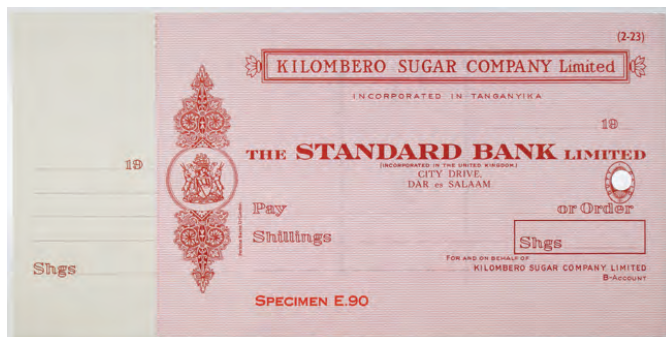 (2-23)
KILOMBERO SUGAR COMPANY Limited
INCORPORATED IN TANGANYIKA
19
19
THE STANDARD BANK LIMITED
(INCORPORATED IN THE UNITED KINGDOM)
CITY DRIVE,
DAR es SALAAM
Pay
or Order
Shillings
Shgs
FOR AND ON BEHALF OF
KILOMBERO SUGAR COMPANY LIMITED
B-ACCOUNT
Shgs
SPECIMEN E.90